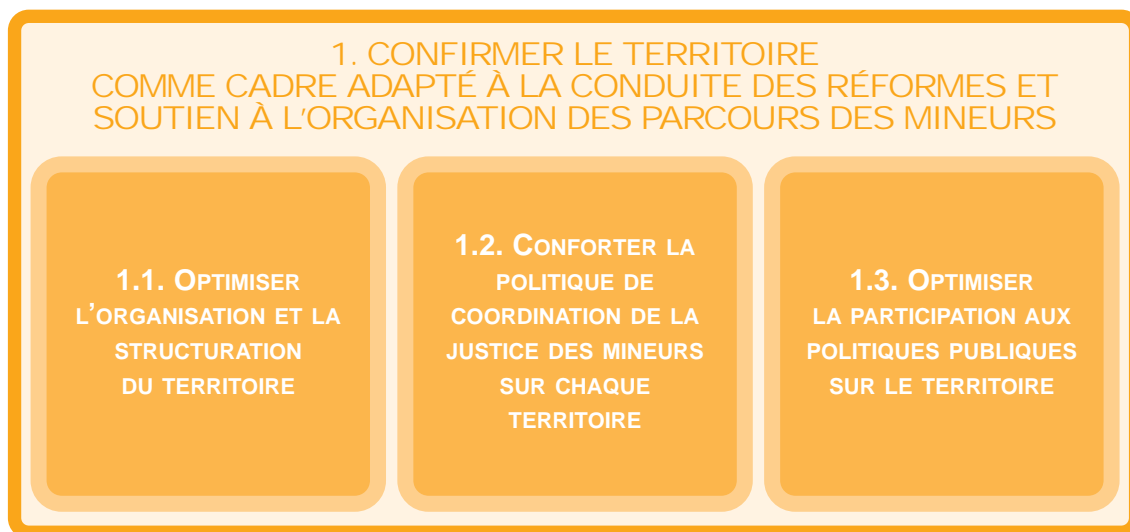 1. CONFIRMER LE TERRITOIRE
COMME CADRE ADAPTÉ À LA CONDUITE DES RÉFORMES ET
SOUTIEN À L'ORGANISATION DES PARCOURS DES MINEURS
1.1. OPTIMISER
L'ORGANISATION ET LA
STRUCTURATION
DU TERRITOIRE
1.2. CONFORTER LA
POLITIQUE DE
COORDINATION DE LA
JUSTICE DES MINEURS
SUR CHAQUE
TERRITOIRE
1.3. OPTIMISER
LA PARTICIPATION AUX
POLITIQUES PUBLIQUES
SUR LE TERRITOIRE